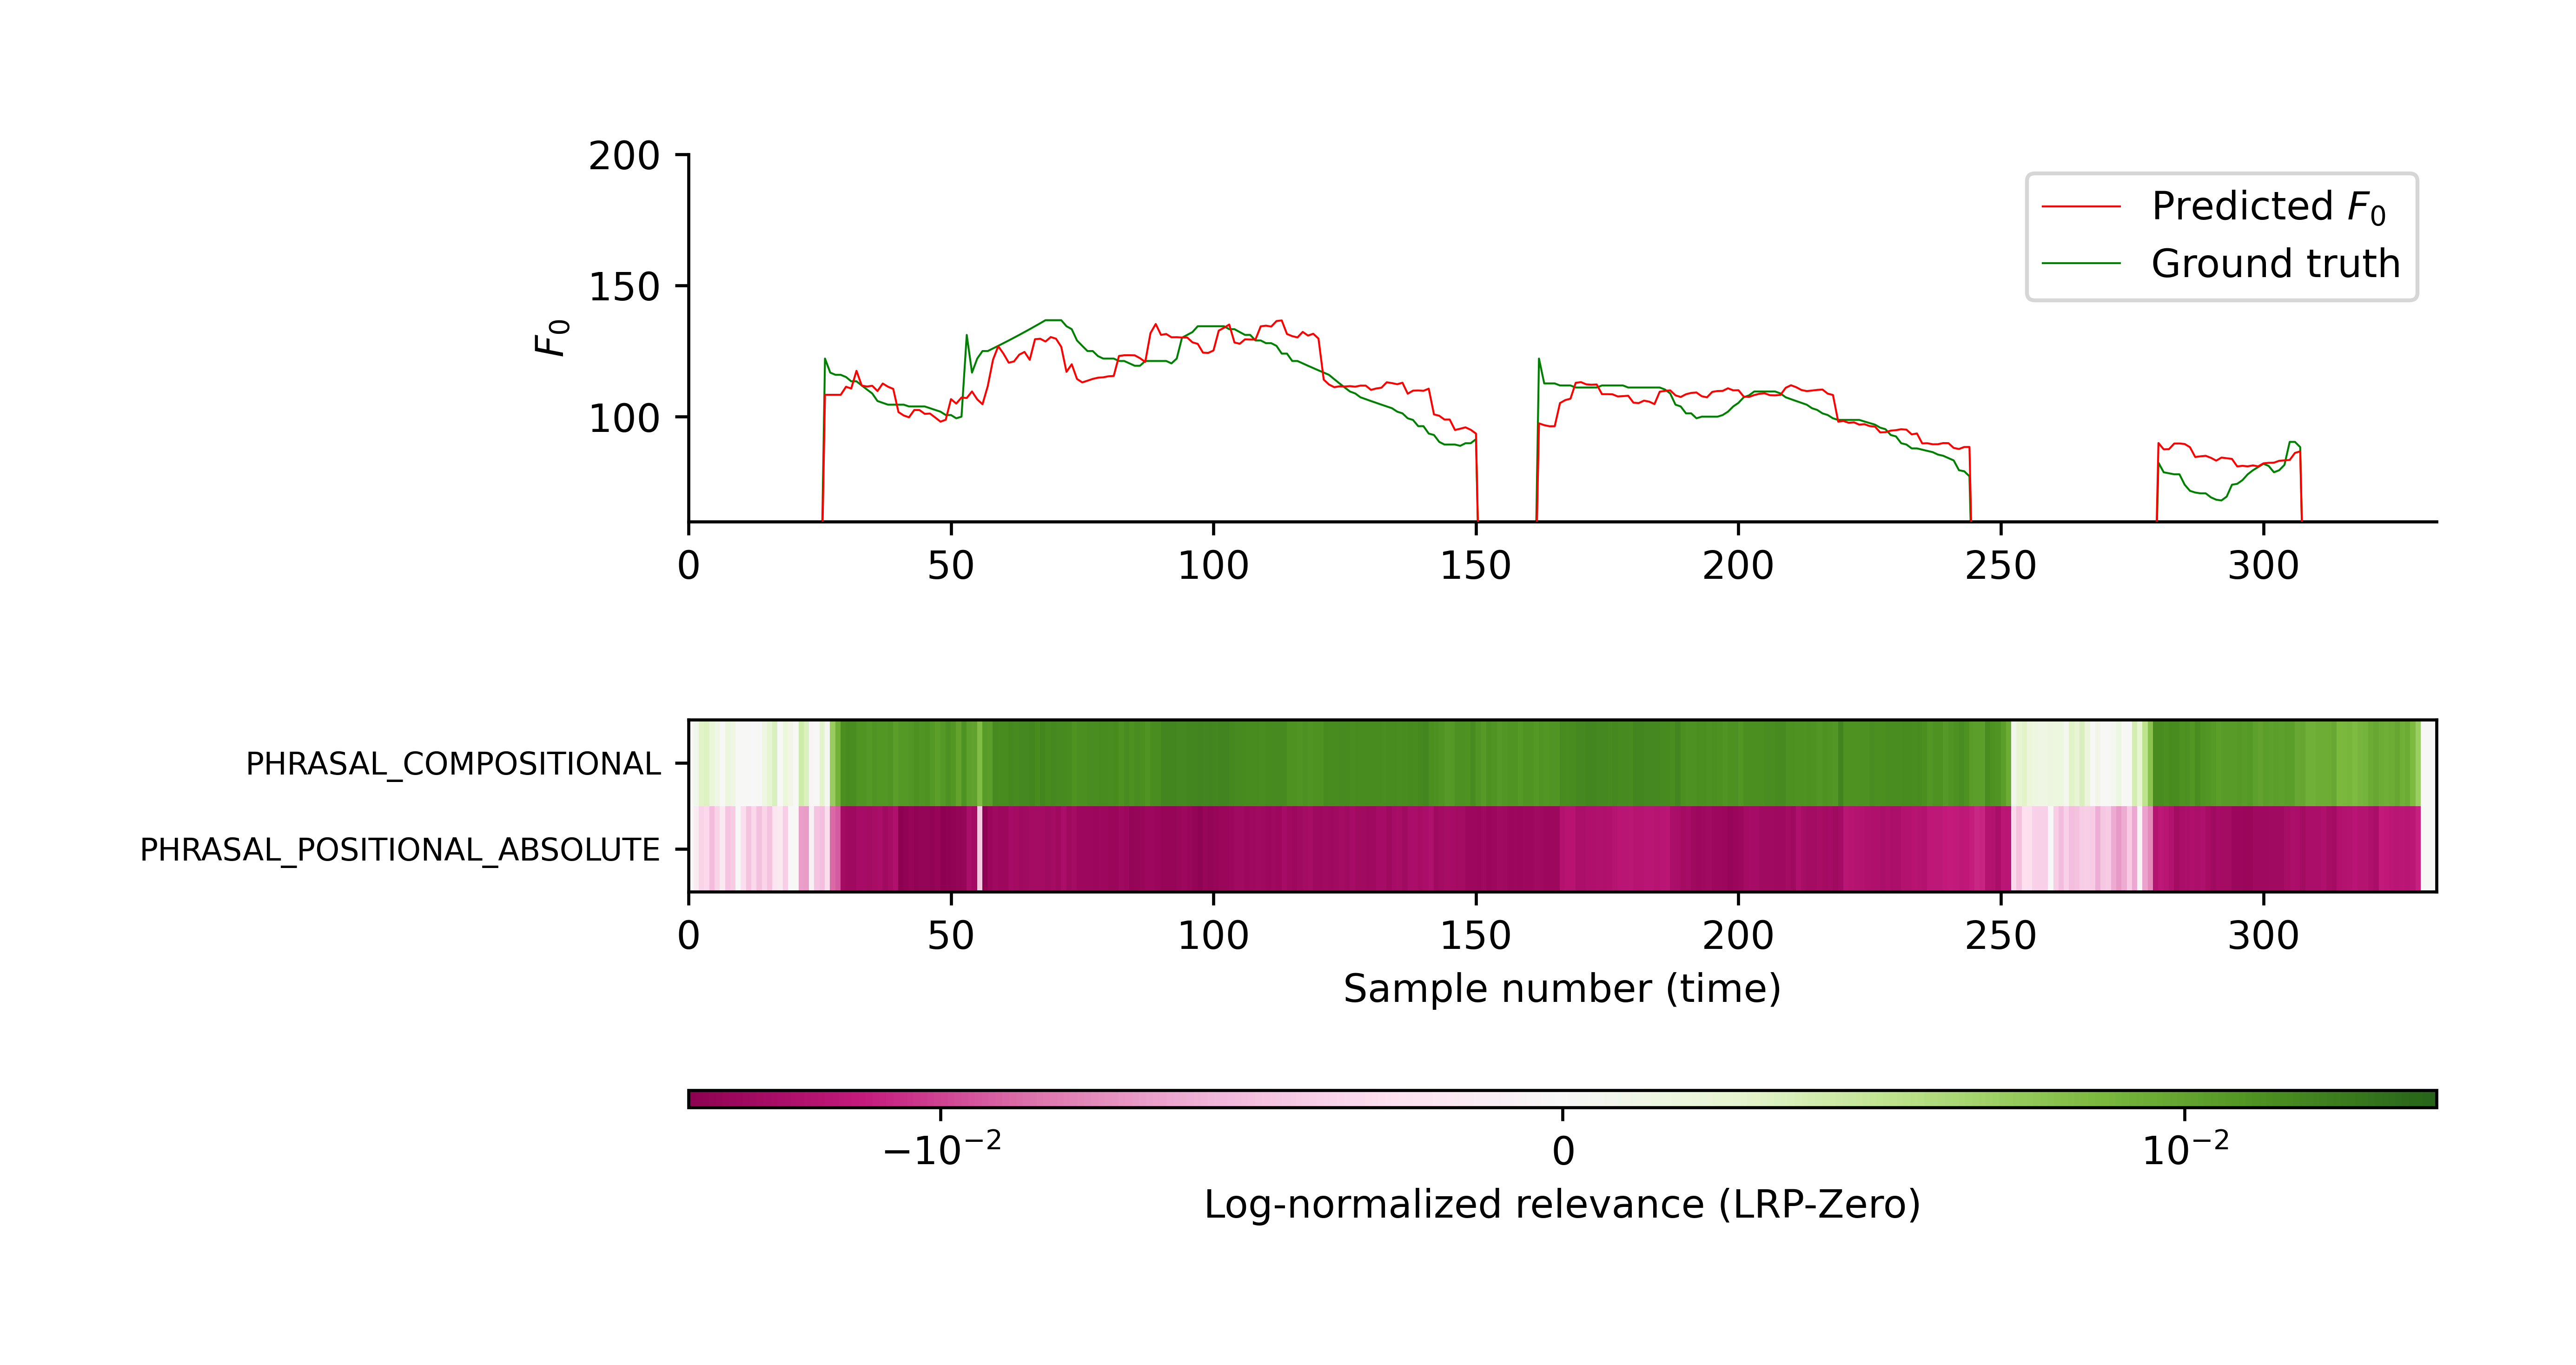 200
150
100
F0
Predicted F0
Ground truth
0 50 100 150 200 250 300
PHRASAL_COMPOSITIONAL
PHRASAL_POSITIONAL_ABSOLUTE
0 50 100 150 200 250 300
Sample number (time)
−10⁻² 0 10⁻²
Log-normalized relevance (LRP-Zero)